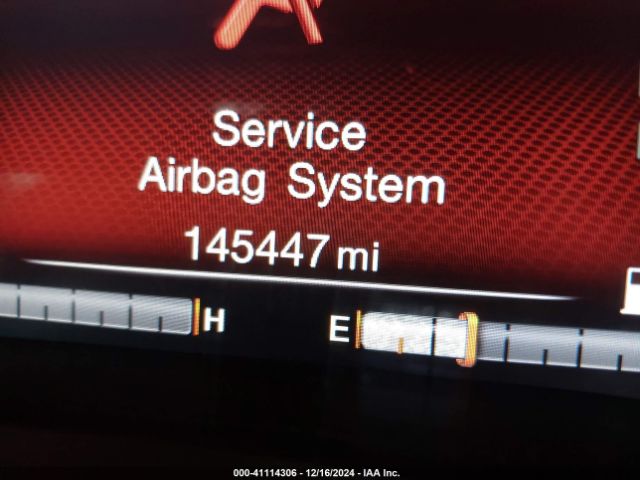 Service
Airbag System
145447 mi
H
E
000-41114306 - 12/16/2024 - IAA Inc.